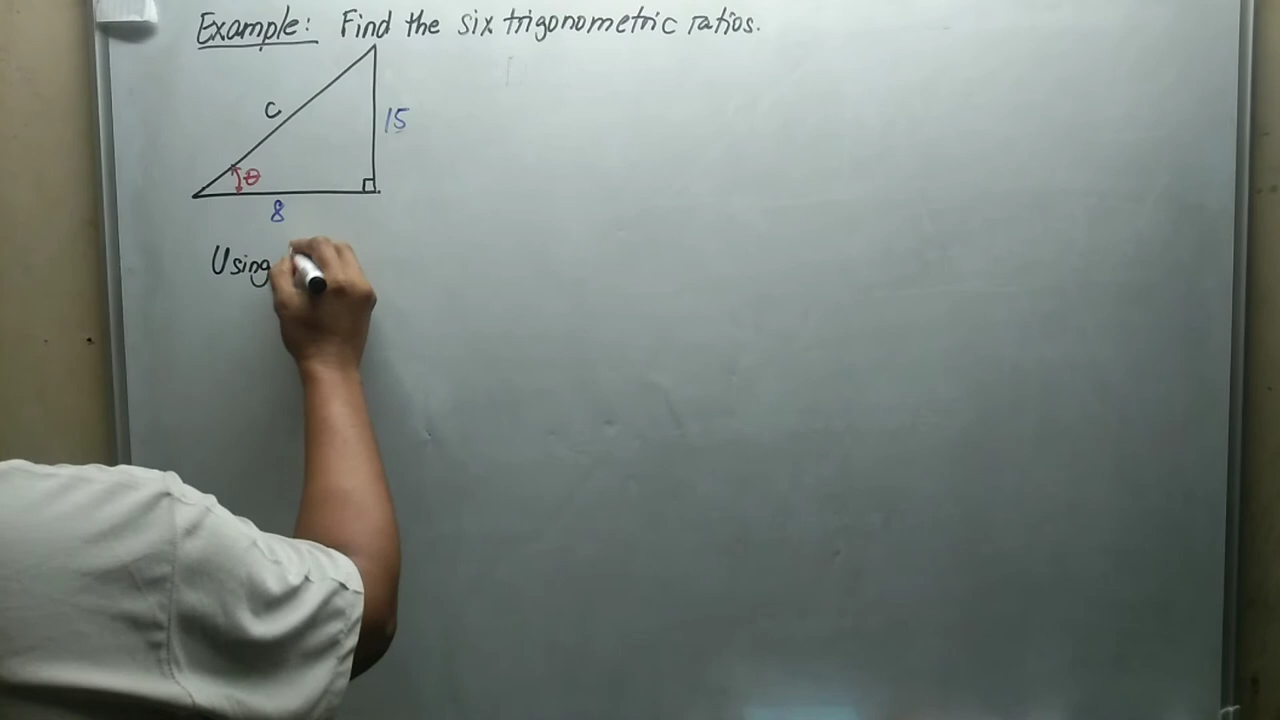 Example: Find the six trigonometric ratios.
c
15
θ
8
Using